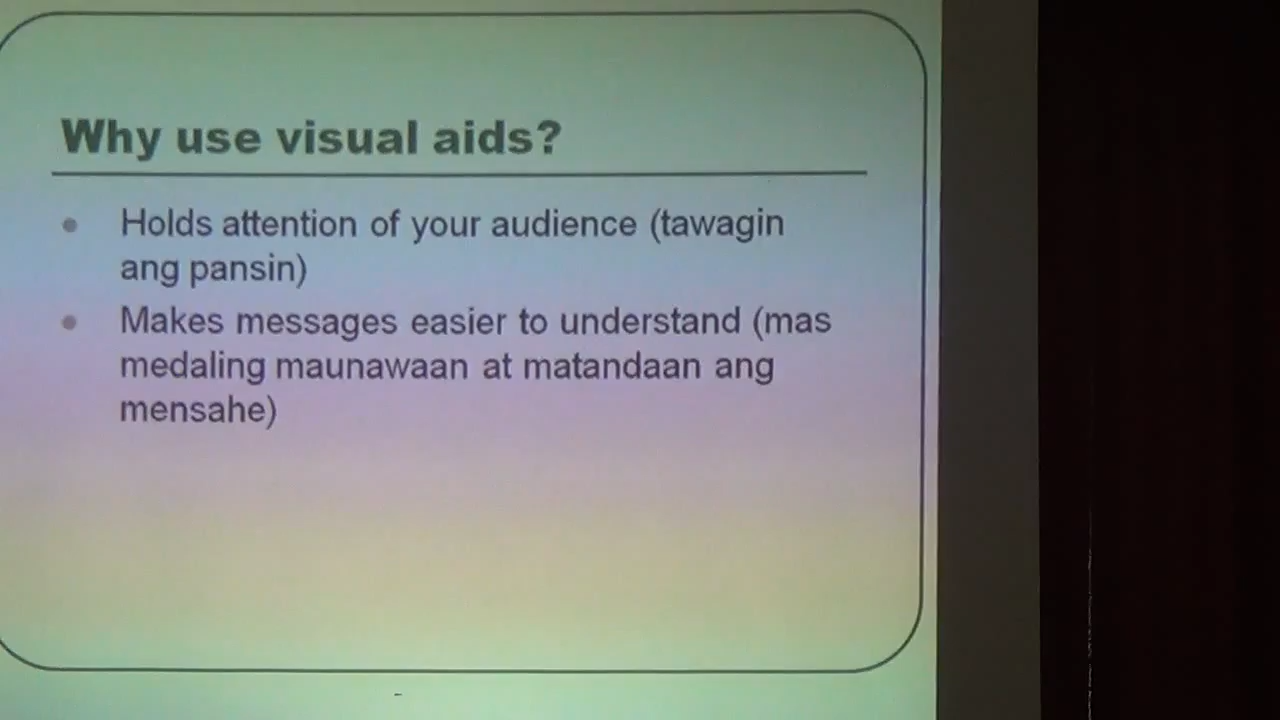 Why use visual aids?
Holds attention of your audience (tawagin
ang pansin)
Makes messages easier to understand (mas
medaling maunawaan at matandaan ang
mensahe)